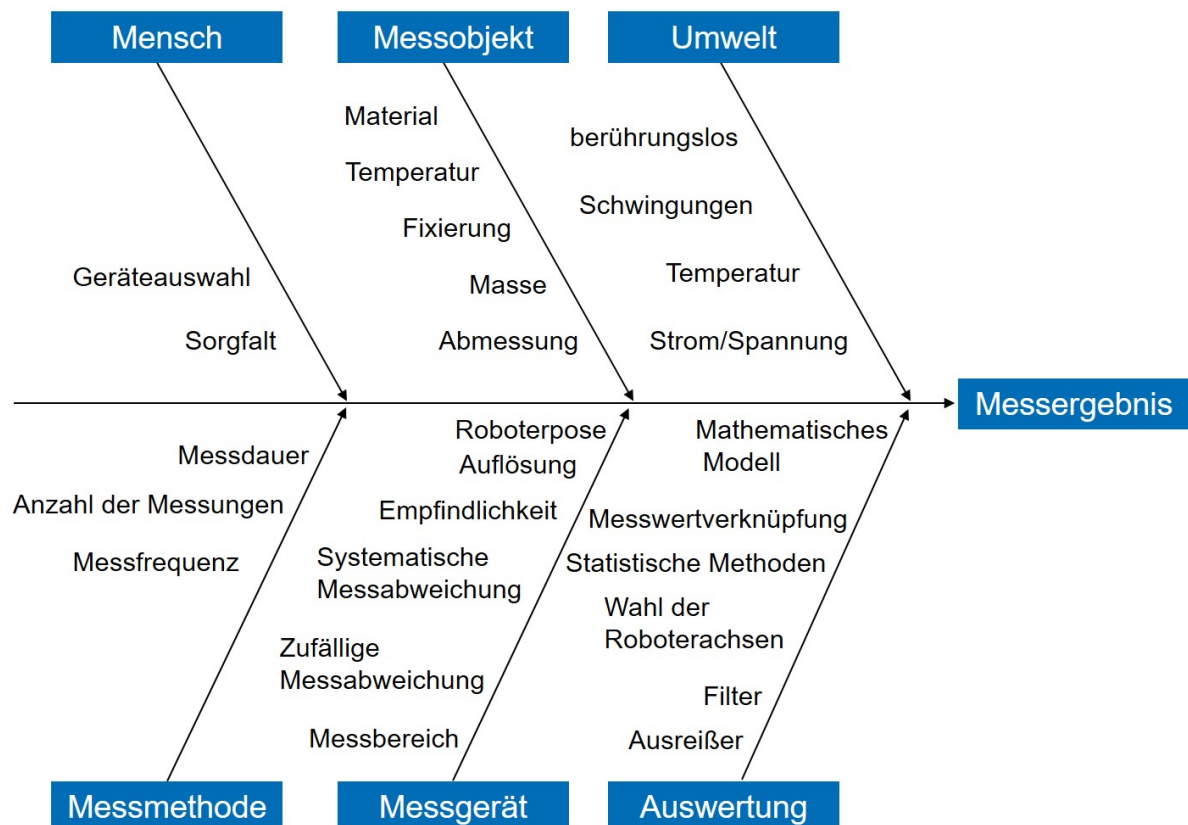 Mensch
Messobjekt
Umwelt
Material
berührungslos
Temperatur
Schwingungen
Fixierung
Geräteauswahl
Masse
Temperatur
Sorgfalt
Abmessung
Strom/Spannung
Messergebnis
Messdauer
Roboterpose
Mathematisches
Auflösung
Modell
Anzahl der Messungen
Empfindlichkeit
Messwertverknüpfung
Messfrequenz
Systematische
Messabweichung
Statistische Methoden
Wahl der
Roboterachsen
Zufällige
Messabweichung
Filter
Messbereich
Ausreißer
Messmethode
Messgerät
Auswertung